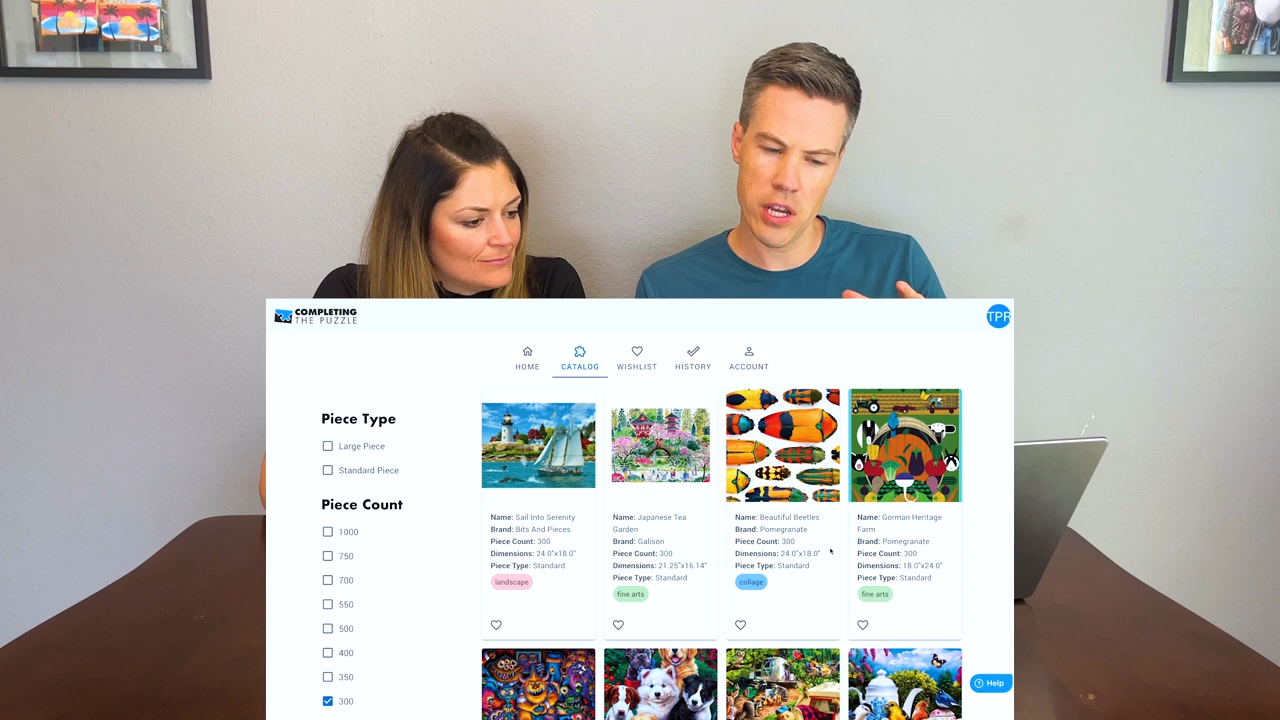 COMPLETING
THE PUZZLE
TPR
HOME
CATALOG
WISHLIST
HISTORY
ACCOUNT
Piece Type
Large Piece
Standard Piece
Piece Count
1000
750
700
550
500
400
350
300
Name: Sail Into Serenity
Brand: Bits And Pieces
Piece Count: 300
Dimensions: 24.0"x18.0"
Piece Type: Standard
landscape
Name: Japanese Tea
Garden
Brand: Galison
Piece Count: 300
Dimensions: 21.25"x16.14"
Piece Type: Standard
fine arts
Name: Beautiful Beetles
Brand: Pomegranate
Piece Count: 300
Dimensions: 24.0"x18.0"
Piece Type: Standard
collage
Name: Gorman Heritage
Farm
Brand: Pomegranate
Piece Count: 300
Dimensions: 18.0"x24.0"
Piece Type: Standard
fine arts
Help